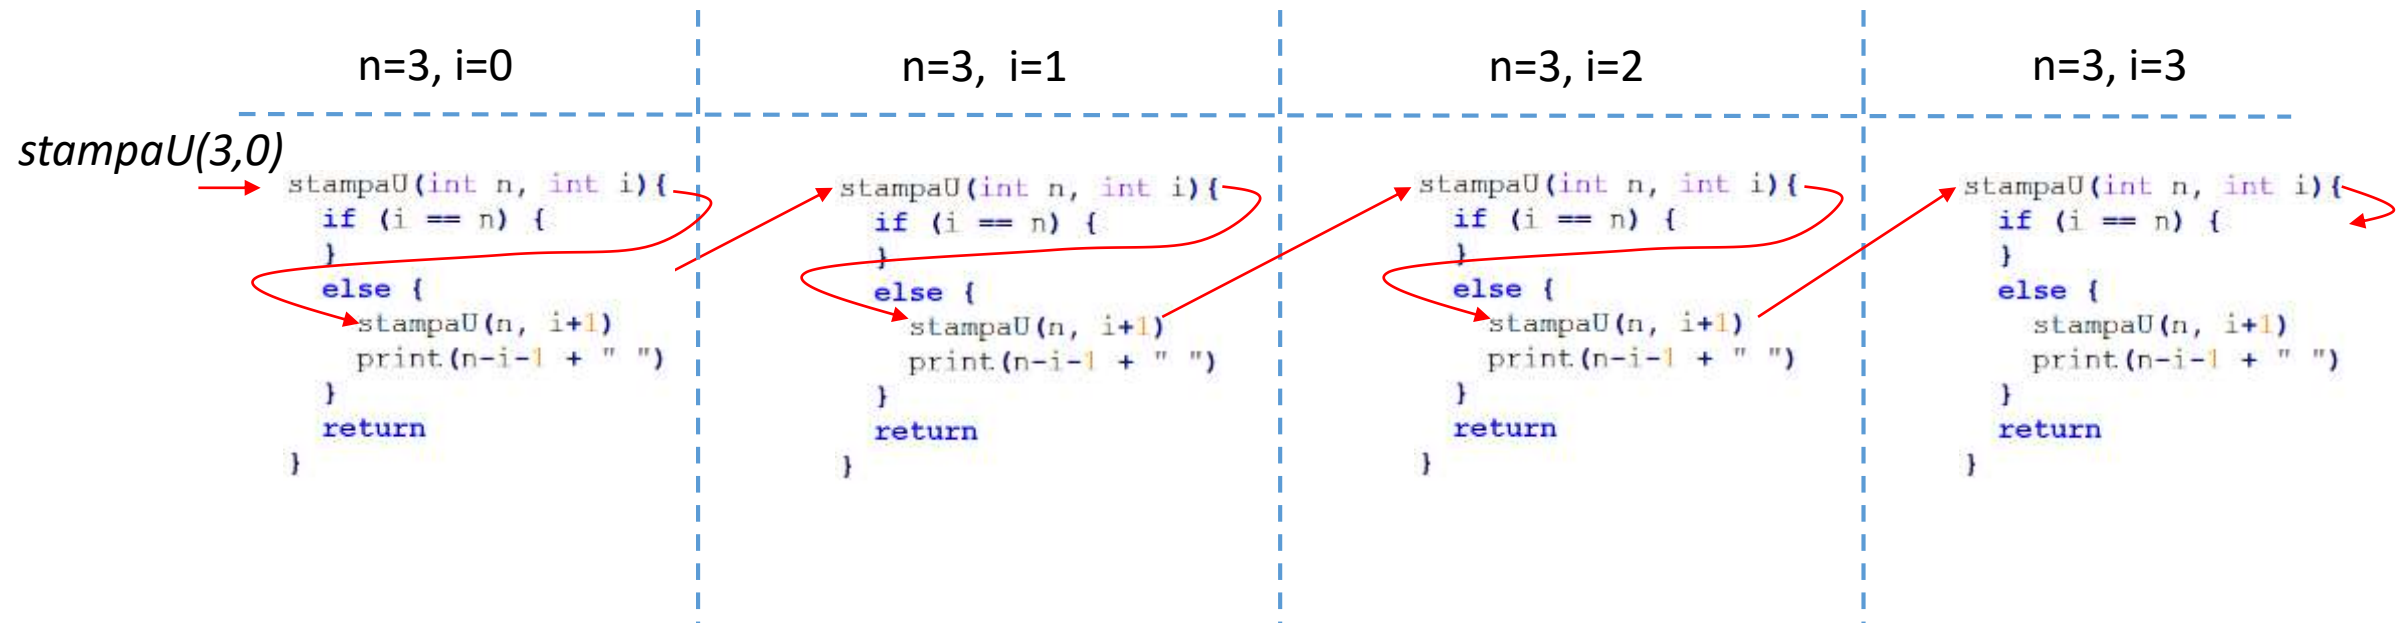 n=3, i=0
n=3, i=1
n=3, i=2
n=3, i=3
stampaU(3,0)
stampaU(int n, int i){
if (i == n) {
}
else {
stampaU(n, i+1)
print(n-i-1 + " ")
}
return
}
stampaU(int n, int i){
if (i == n) {
}
else {
stampaU(n, i+1)
print(n-i-1 + " ")
}
return
}
stampaU(int n, int i){
if (i == n) {
}
else {
stampaU(n, i+1)
print(n-i-1 + " ")
}
return
}
stampaU(int n, int i){
if (i == n) {
}
else {
stampaU(n, i+1)
print(n-i-1 + " ")
}
return
}